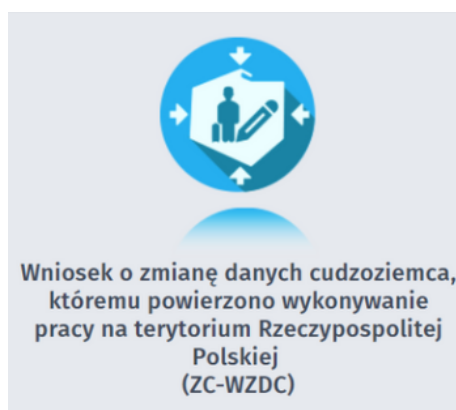 Wniosek o zmianę danych cudzoziemca,
któremu powierzono wykonywanie
pracy na terytorium Rzeczypospolitej
Polskiej
(ZC-WZDC)